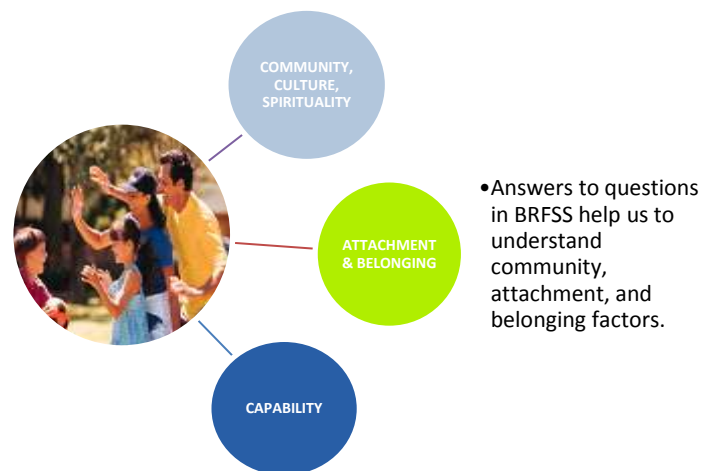 COMMUNITY,
CULTURE,
SPIRITUALITY
ATTACHMENT
& BELONGING
•Answers to questions
in BRFSS help us to
understand
community,
attachment, and
belonging factors.
CAPABILITY